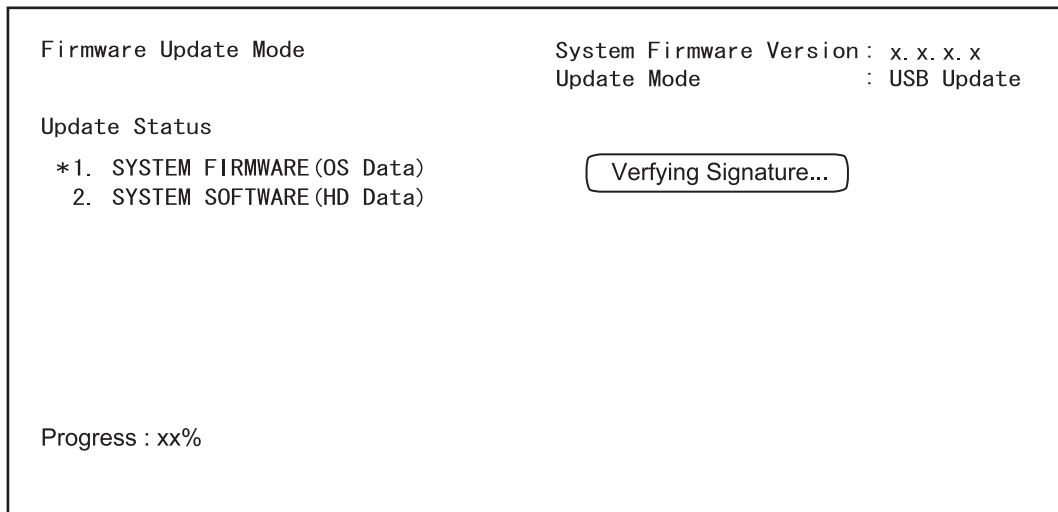 Firmware Update Mode
System Firmware Version : x. x. x. x
Update Mode : USB Update
Update Status
*1. SYSTEM FIRMWARE(OS Data) Verfying Signature...
2. SYSTEM SOFTWARE(HD Data)
Progress : xx%